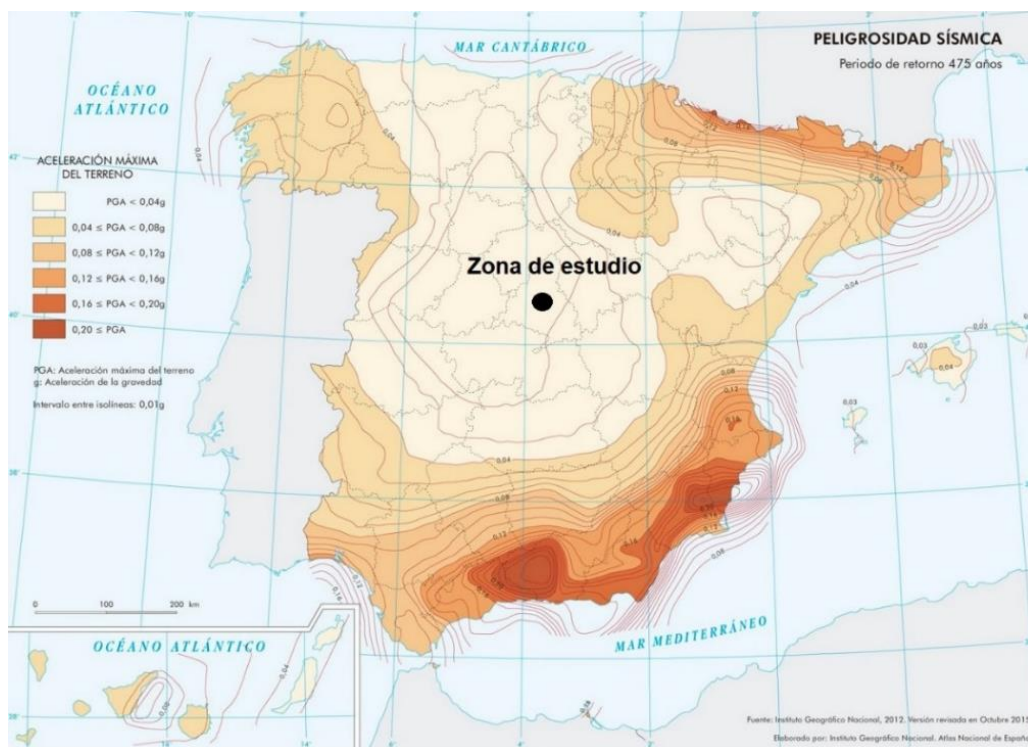 PELIGROSIDAD SÍSMICA
Periodo de retorno 475 años
MAR CANTÁBRICO
OCÉANO
ATLÁNTICO
ACELERACIÓN MÁXIMA
DEL TERRENO
PGA < 0,04g
0,04 ≤ PGA < 0,08g
0,08 ≤ PGA < 0,12g
0,12 ≤ PGA < 0,16g
0,16 ≤ PGA < 0,20g
0,20 ≤ PGA
PGA: Aceleración máxima del terreno
g: Aceleración de la gravedad
Intervalo entre isolíneas: 0,01g
Zona de estudio
0 100 200 km
MAR MEDITERRÁNEO
OCÉANO ATLÁNTICO
Fuente: Instituto Geográfico Nacional, 2012. Versión revisada en Octubre 2015
Elaborado por: Instituto Geográfico Nacional. Atlas Nacional de España